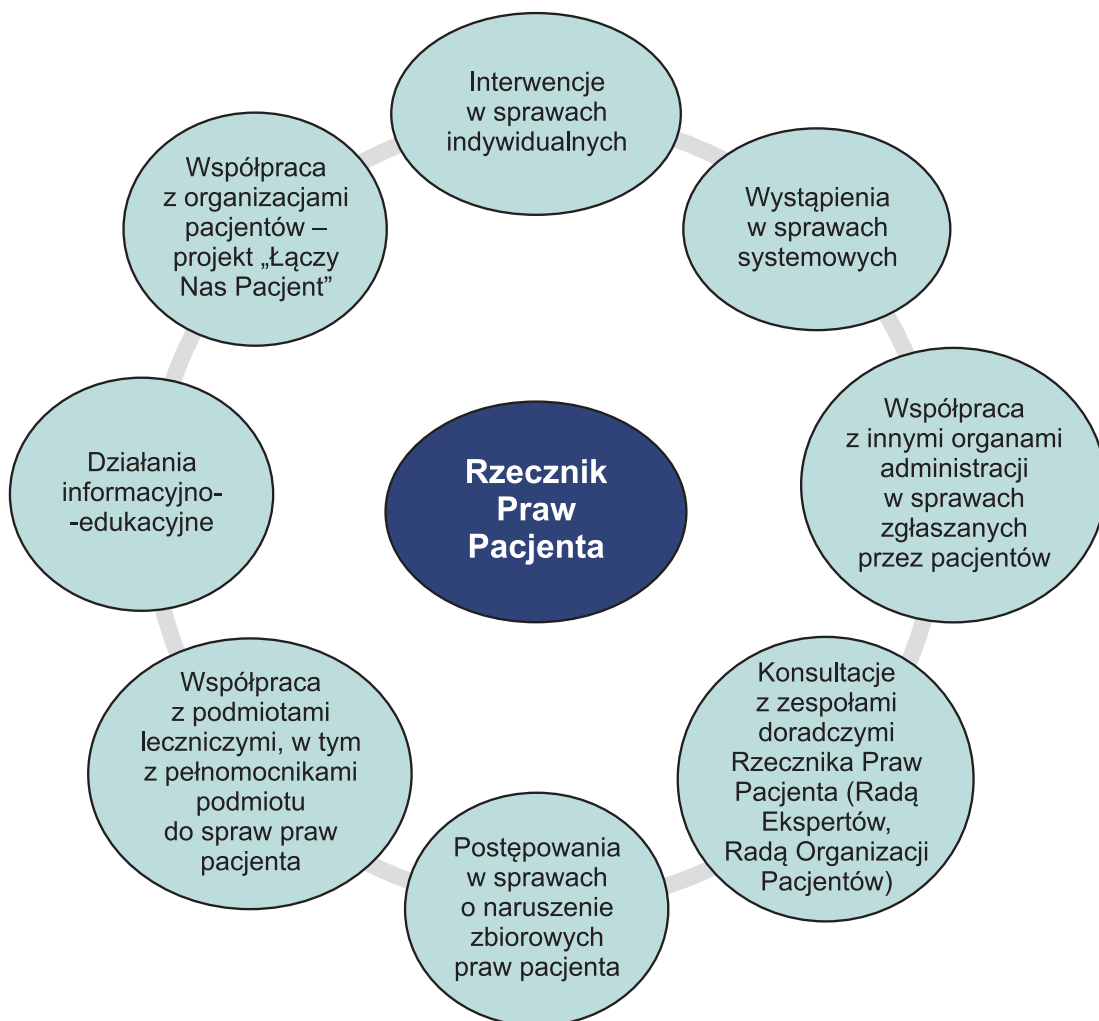 Interwencje
w sprawach
indywidualnych
Wystąpienia
w sprawach
systemowych
Współpraca
z innymi organami
administracji
w sprawach
zgłaszanych
przez pacjentów
Konsultacje
z zespołami
doradczymi
Rzecznika Praw
Pacjenta (Radą
Ekspertów,
Radą Organizacji
Pacjentów)
Postępowania
w sprawach
o naruszenie
zbiorowych
praw pacjenta
Współpraca
z podmiotami
leczniczymi, w tym
z pełnomocnikami
podmiotu
do spraw praw
pacjenta
Działania
informacyjno-
-edukacyjne
Współpraca
z organizacjami
pacjentów –
projekt „Łączy
Nas Pacjent”
Rzecznik
Praw
Pacjenta